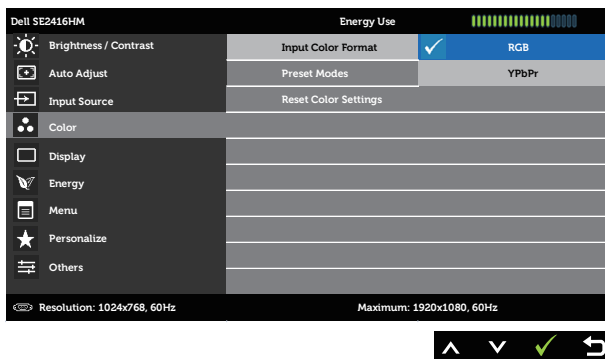 Dell SE2416HM Energy Use
Brightness / Contrast Input Color Format RGB
Auto Adjust Preset Modes YPbPr
Input Source Reset Color Settings
Color
Display
Energy
Menu
Personalize
Others
Resolution: 1024x768, 60Hz Maximum: 1920x1080, 60Hz